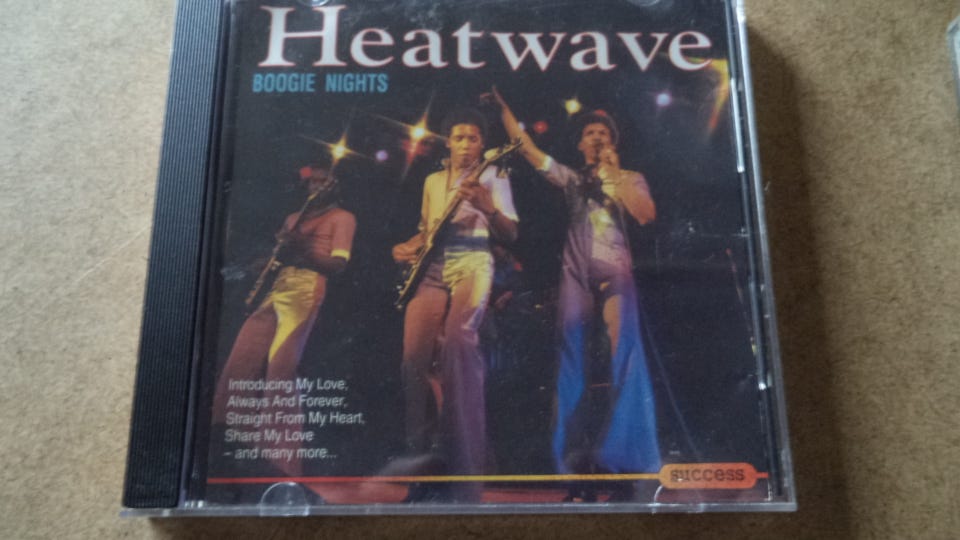 Heatwave
BOOGIE NIGHTS
Introducing My Love,
Always And Forever,
Straight From My Heart,
Share My Love
– and many more...
success